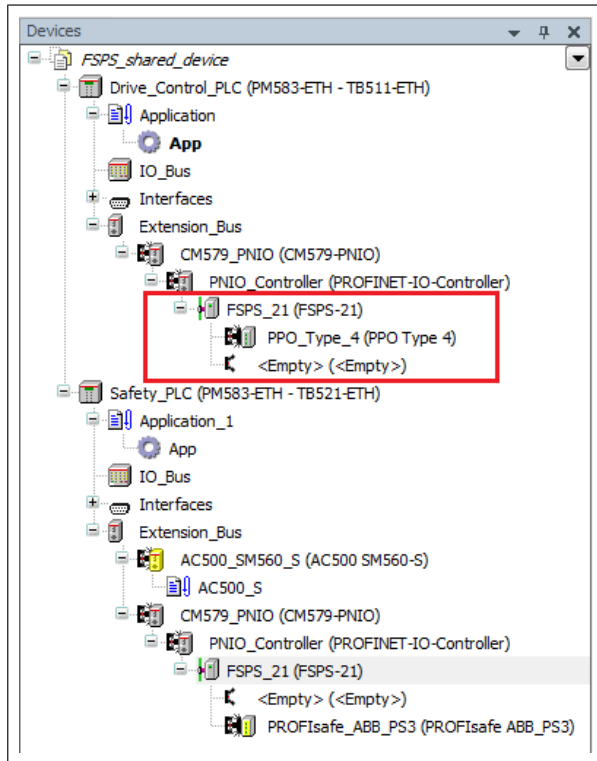 Devices
FSPS_shared_device
Drive_Control_PLC (PM583-ETH - TB511-ETH)
Application
App
IO_Bus
Interfaces
Extension_Bus
CM579_PNIO (CM579-PNIO)
PNIO_Controller (PROFINET-IO-Controller)
FSPS_21 (FSPS-21)
PPO_Type_4 (PPO Type 4)
<Empty> (<Empty>)
Safety_PLC (PM583-ETH - TB521-ETH)
Application_1
App
IO_Bus
Interfaces
Extension_Bus
AC500_SM560_S (AC500 SM560-S)
AC500_S
CM579_PNIO (CM579-PNIO)
PNIO_Controller (PROFINET-IO-Controller)
FSPS_21 (FSPS-21)
<Empty> (<Empty>)
PROFIsafe_ABB_PS3 (PROFIsafe ABB_PS3)